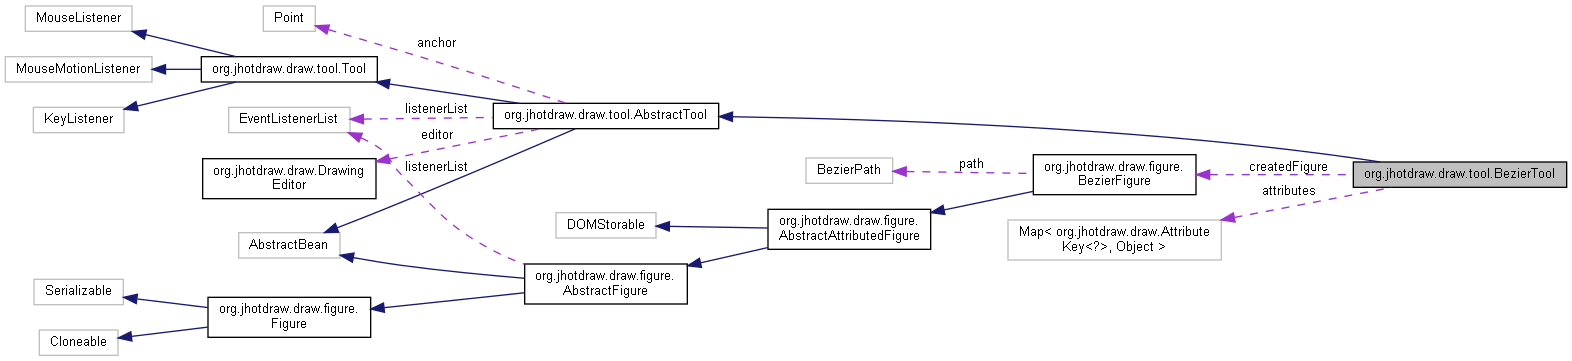 MouseListener
Point
anchor
MouseMotionListener
org.jhotdraw.draw.tool.Tool
KeyListener
EventListenerList
listenerList
org.jhotdraw.draw.tool.AbstractTool
editor
listenerList
org.jhotdraw.draw.Drawing
Editor
BezierPath
path
org.jhotdraw.draw.figure.
BezierFigure
createdFigure
org.jhotdraw.draw.tool.BezierTool
attributes
DOMStorable
org.jhotdraw.draw.figure.
AbstractAttributedFigure
Map< org.jhotdraw.draw.Attribute
Key<?>, Object >
AbstractBean
org.jhotdraw.draw.figure.
AbstractFigure
Serializable
org.jhotdraw.draw.figure.
Figure
Cloneable